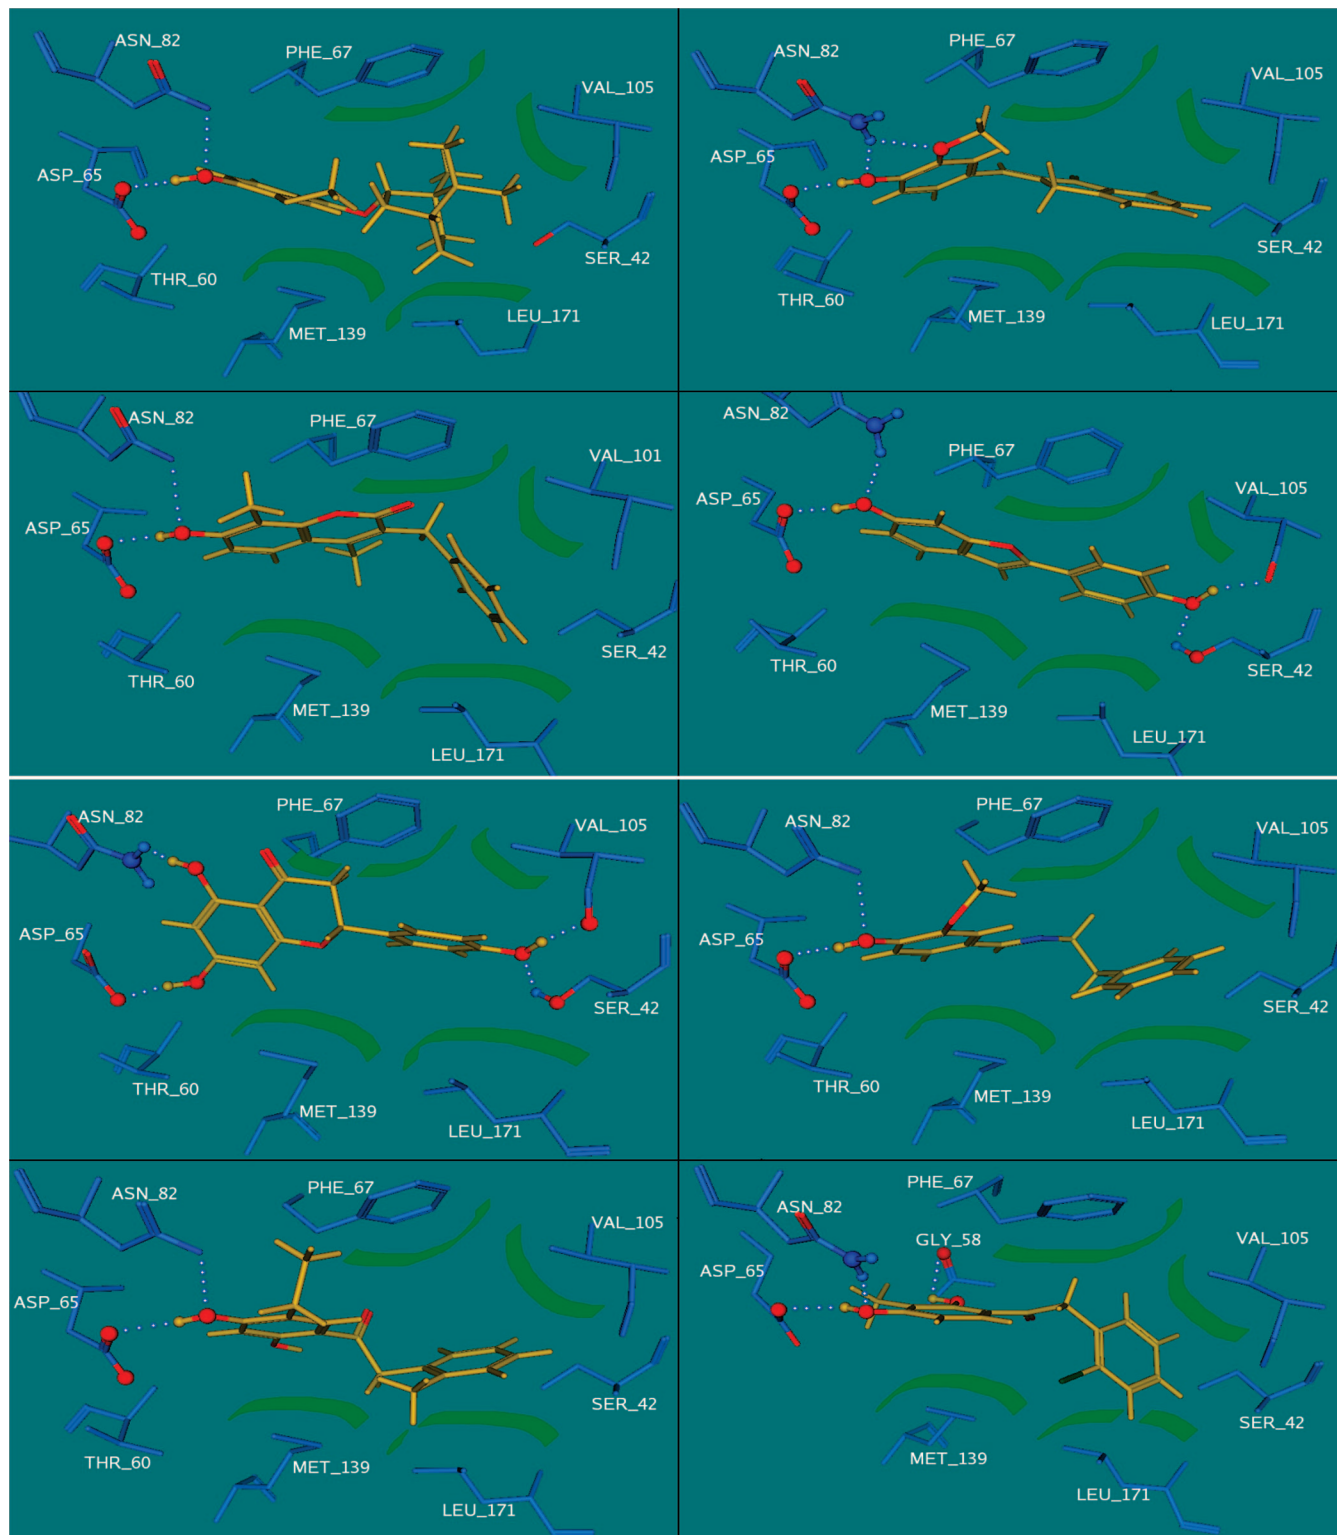 ASN_82
PHE_67
VAL_105
ASP_65
THR_60
SER_42
MET_139
LEU_171
ASN_82
PHE_67
VAL_105
ASP_65
THR_60
SER_42
MET_139
LEU_171
ASN_82
PHE_67
VAL_101
ASP_65
THR_60
SER_42
MET_139
LEU_171
ASN_82
PHE_67
VAL_105
ASP_65
THR_60
SER_42
MET_139
LEU_171
ASN_82
PHE_67
VAL_105
ASP_65
SER_42
THR_60
MET_139
LEU_171
ASN_82
PHE_67
VAL_105
ASP_65
SER_42
THR_60
MET_139
LEU_171
ASN_82
PHE_67
VAL_105
ASP_65
SER_42
THR_60
MET_139
LEU_171
ASN_82
PHE_67
GLY_58
VAL_105
ASP_65
SER_42
MET_139
LEU_171